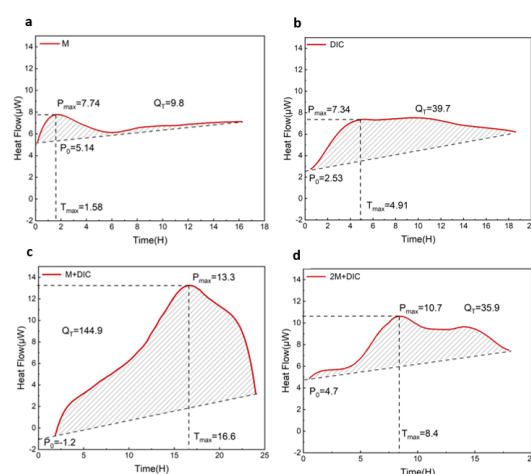 a
M
Pmax=7.74
QT=9.8
P0=5.14
Tmax=1.58
Heat Flow(μW)
14
12
10
8
6
4
2
0
-2
0 2 4 6 8 10 12 14 16 18
Time(H)
b
DIC
Pmax=7.34
QT=39.7
P0=2.53
Tmax=4.91
Heat Flow(μW)
14
12
10
8
6
4
2
0
-2
0 2 4 6 8 10 12 14 16 18
Time(H)
c
M+DIC
Pmax=13.3
QT=144.9
P0=-1.2
Tmax=16.6
Heat Flow(μW)
14
12
10
8
6
4
2
0
0 5 10 15 20 25
Time(H)
d
2M+DIC
Pmax=10.7
QT=35.9
P0=4.7
Tmax=8.4
Heat Flow(μW)
14
12
10
8
6
4
2
0
-2
0 3 6 9 12 15 18
Time(H)